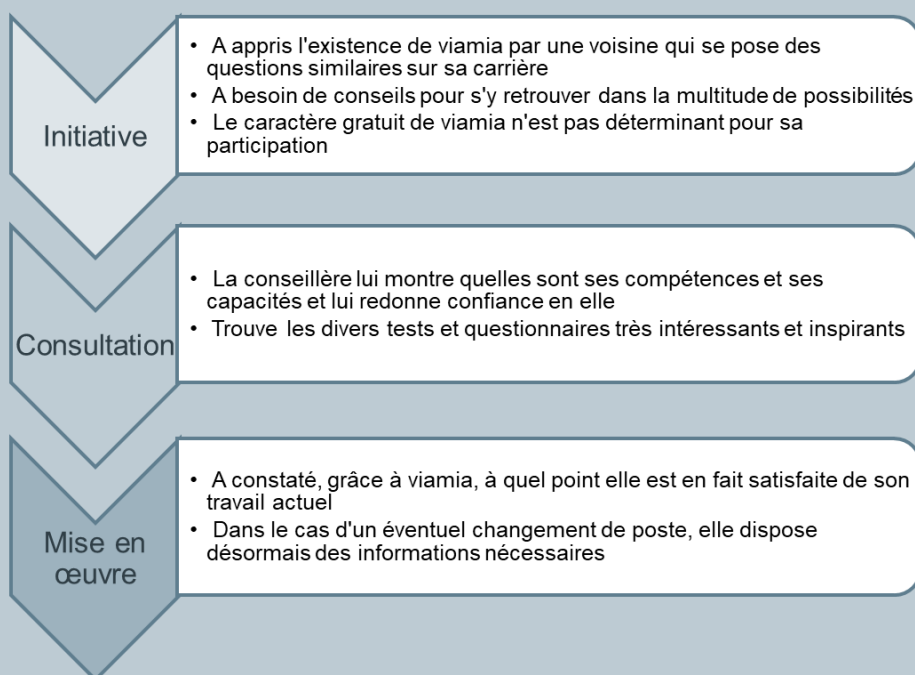 Initiative
• A appris l'existence de viamia par une voisine qui se pose des
questions similaires sur sa carrière
• A besoin de conseils pour s'y retrouver dans la multitude de possibilités
• Le caractère gratuit de viamia n'est pas déterminant pour sa
participation
Consultation
• La conseillère lui montre quelles sont ses compétences et ses
capacités et lui redonne confiance en elle
• Trouve les divers tests et questionnaires très intéressants et inspirants
Mise en
œuvre
• A constaté, grâce à viamia, à quel point elle est en fait satisfaite de son
travail actuel
• Dans le cas d'un éventuel changement de poste, elle dispose
désormais des informations nécessaires